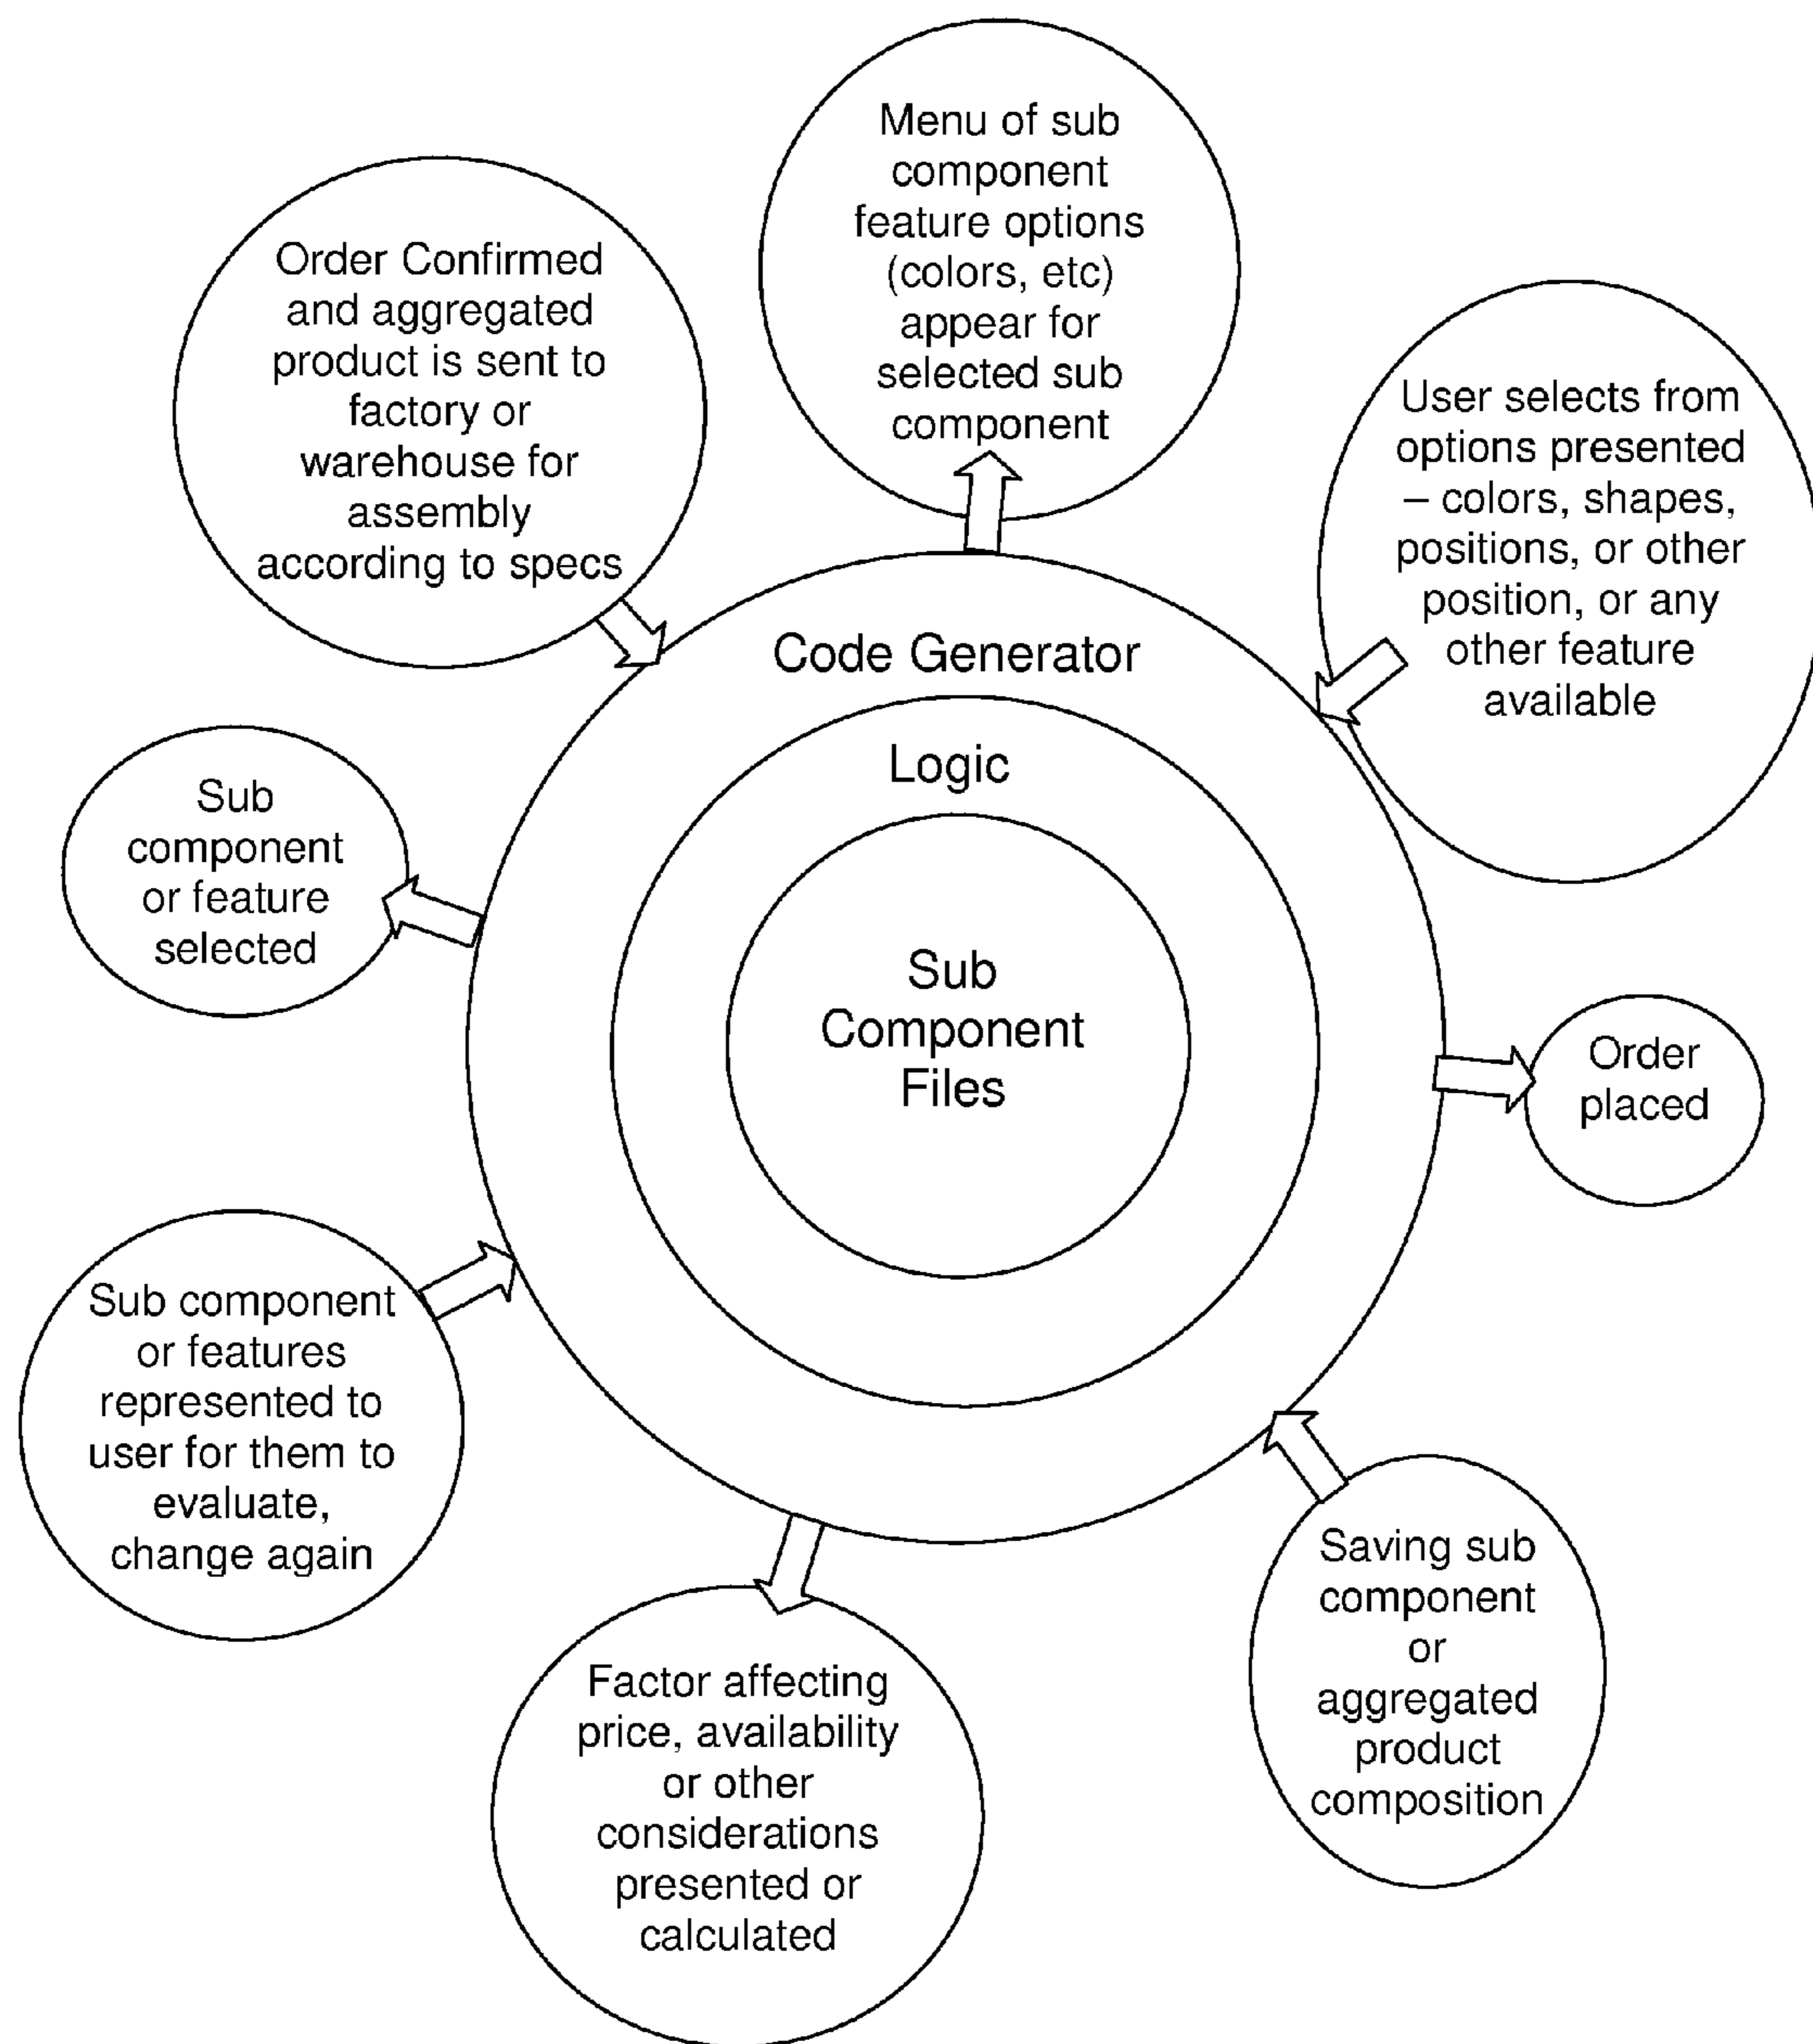 Menu of sub
component
feature options
(colors, etc)
appear for
selected sub
component
Order Confirmed
and aggregated
product is sent to
factory or
warehouse for
assembly
according to specs
User selects from
options presented
– colors, shapes,
positions, or other
position, or any
other feature
available
Code Generator
Logic
Sub
Component
Files
Sub
component
or feature
selected
Order
placed
Sub component
or features
represented to
user for them to
evaluate,
change again
Saving sub
component
or
aggregated
product
composition
Factor affecting
price, availability
or other
considerations
presented or
calculated